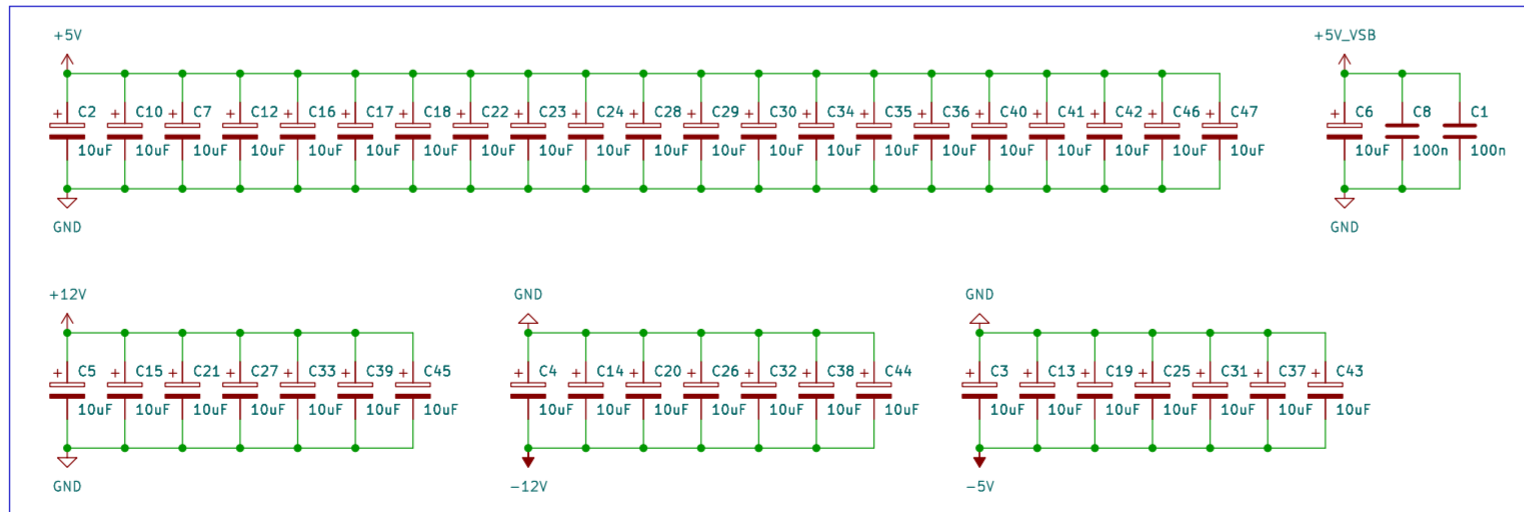 +5V +5V_VSB
+ C2 + C10 + C7 + C12 + C16 + C17 + C18 + C22 + C23 + C24 + C28 + C29 + C30 + C34 + C35 + C36 + C40 + C41 + C42 + C46 + C47 + C6 C8 C1
10uF 10uF 10uF 10uF 10uF 10uF 10uF 10uF 10uF 10uF 10uF 10uF 10uF 10uF 10uF 10uF 10uF 10uF 10uF 10uF 10uF 10uF 100n 100n
GND GND
+12V GND GND
+ C5 + C15 + C21 + C27 + C33 + C39 + C45 + C4 + C14 + C20 + C26 + C32 + C38 + C44 + C3 + C13 + C19 + C25 + C31 + C37 + C43
10uF 10uF 10uF 10uF 10uF 10uF 10uF 10uF 10uF 10uF 10uF 10uF 10uF 10uF 10uF 10uF 10uF 10uF 10uF 10uF 10uF
GND -12V -5V